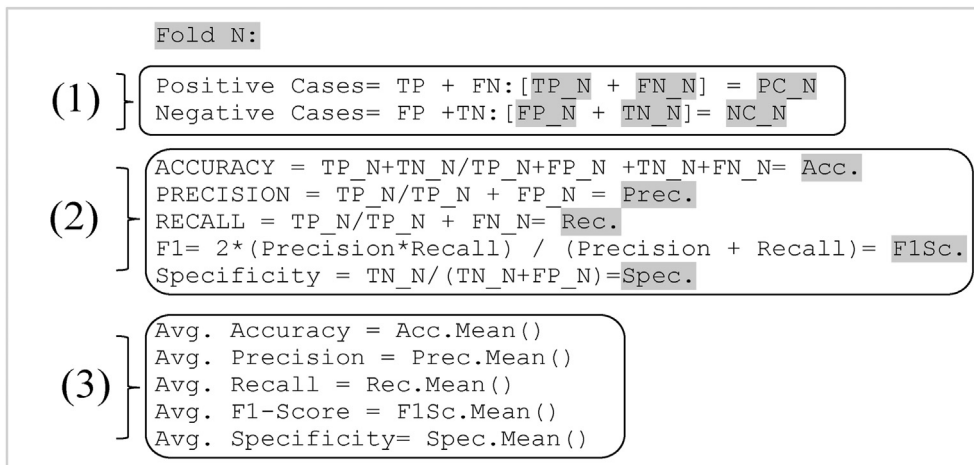 Fold N:
(1)
Positive Cases= TP + FN:[TP_N + FN_N] = PC_N
Negative Cases= FP +TN:[FP_N + TN_N]= NC_N
(2)
ACCURACY = TP_N+TN_N/TP_N+FP_N +TN_N+FN_N= Acc.
PRECISION = TP_N/TP_N + FP_N = Prec.
RECALL = TP_N/TP_N + FN_N= Rec.
F1= 2*(Precision*Recall) / (Precision + Recall)= F1Sc.
Specificity = TN_N/(TN_N+FP_N)=Spec.
(3)
Avg. Accuracy = Acc.Mean()
Avg. Precision = Prec.Mean()
Avg. Recall = Rec.Mean()
Avg. F1-Score = F1Sc.Mean()
Avg. Specificity= Spec.Mean()